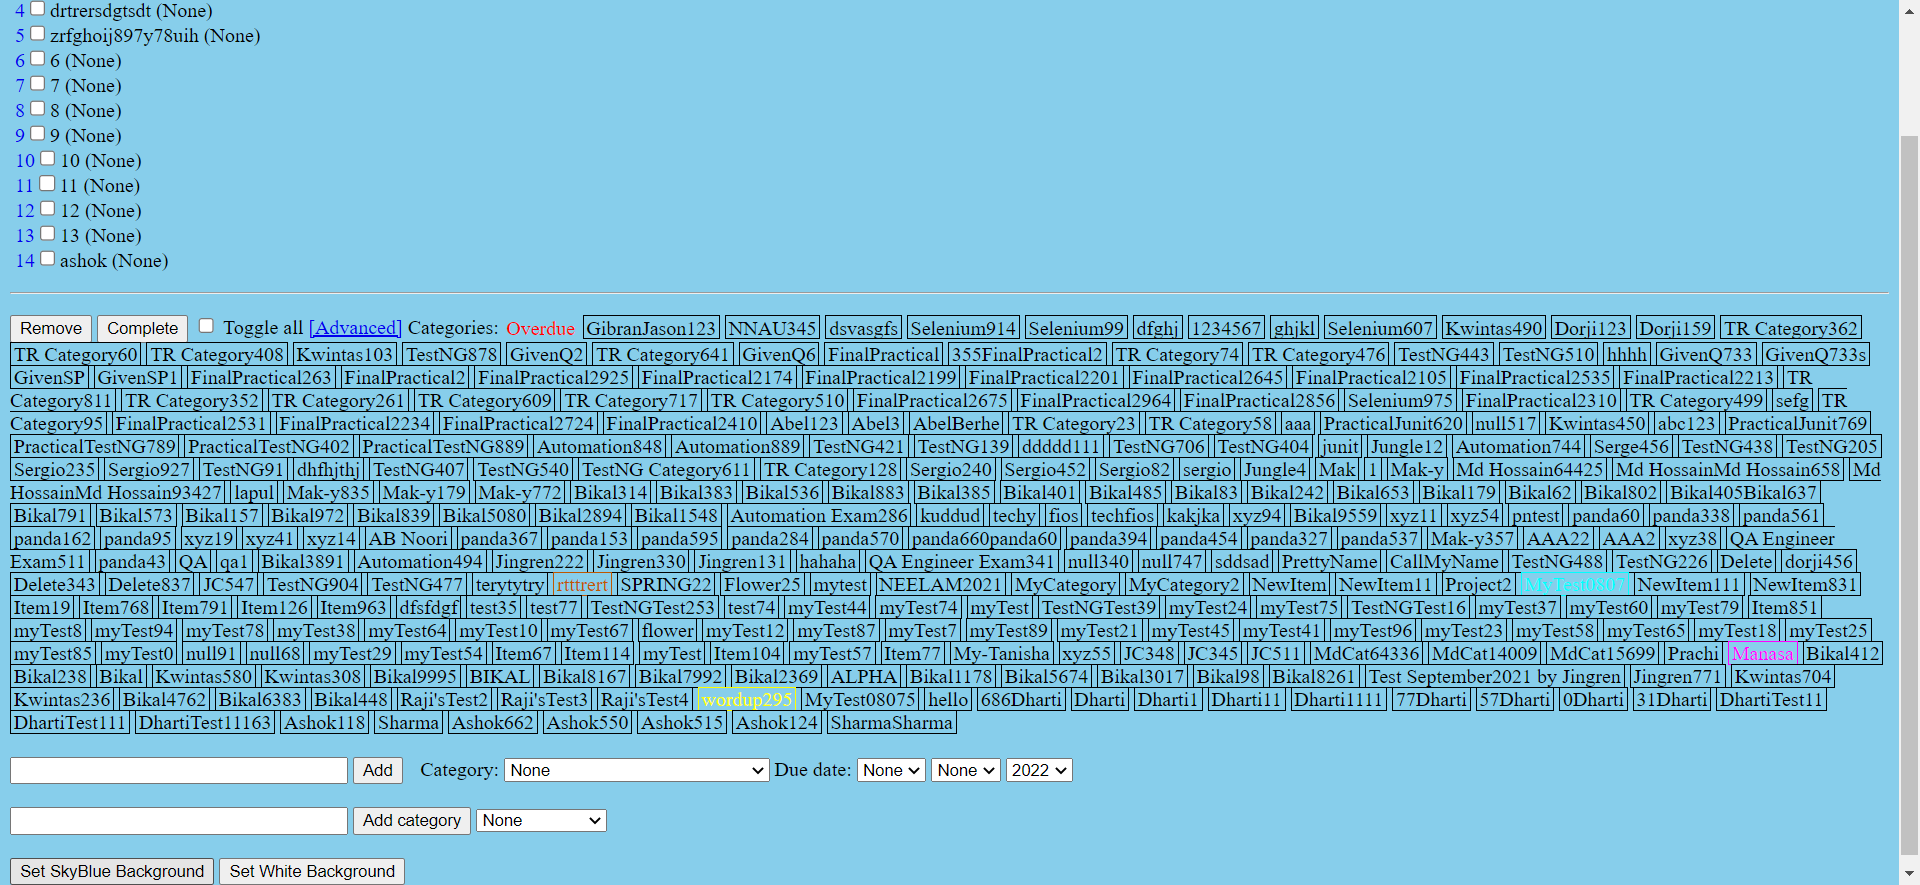 4 drtrersdgtsdt (None)
5 zrfghoij897y78uih (None)
6 6 (None)
7 7 (None)
8 8 (None)
9 9 (None)
10 10 (None)
11 11 (None)
12 12 (None)
13 13 (None)
14 ashok (None)
Remove Complete Toggle all [Advanced] Categories: Overdue GibranJason123 NNAU345 dsvasgfs Selenium914 Selenium99 dfghj 1234567 ghjkl Selenium607 Kwintas490 Dorji123 Dorji159 TR Category362
TR Category60 TR Category408 Kwintas103 TestNG878 GivenQ2 TR Category641 GivenQ6 FinalPractical 355FinalPractical2 TR Category74 TR Category476 TestNG443 TestNG510 hhhh GivenQ733 GivenQ733s
GivenSP GivenSP1 FinalPractical263 FinalPractical2 FinalPractical2925 FinalPractical2174 FinalPractical2199 FinalPractical2201 FinalPractical2645 FinalPractical2105 FinalPractical2535 FinalPractical2213 TR
Category811 TR Category352 TR Category261 TR Category609 TR Category717 TR Category510 FinalPractical2675 FinalPractical2964 FinalPractical2856 Selenium975 FinalPractical2310 TR Category499 sefg TR
Category95 FinalPractical2531 FinalPractical2234 FinalPractical2724 FinalPractical2410 Abel123 Abel3 AbelBerhe TR Category23 TR Category58 aaa PracticalJunit620 null517 Kwintas450 abc123 PracticalJunit769
PracticalTestNG789 PracticalTestNG402 PracticalTestNG889 Automation848 Automation889 TestNG421 TestNG139 ddddd111 TestNG706 TestNG404 junit Jungle12 Automation744 Serge456 TestNG438 TestNG205
Sergio235 Sergio927 TestNG91 dhfhjthj TestNG407 TestNG540 TestNG Category611 TR Category128 Sergio240 Sergio452 Sergio82 sergio Jungle4 Mak 1 Mak-y Md Hossain64425 Md HossainMd Hossain658 Md
HossainMd Hossain93427 lapul Mak-y835 Mak-y179 Mak-y772 Bikal314 Bikal383 Bikal536 Bikal883 Bikal385 Bikal401 Bikal485 Bikal83 Bikal242 Bikal653 Bikal179 Bikal62 Bikal802 Bikal405Bikal637
Bikal791 Bikal573 Bikal157 Bikal972 Bikal839 Bikal5080 Bikal2894 Bikal1548 Automation Exam286 kuddud techy fios techfios kakjka xyz94 Bikal9559 xyz11 xyz54 pntest panda60 panda338 panda561
panda162 panda95 xyz19 xyz41 xyz14 AB Noori panda367 panda153 panda595 panda284 panda570 panda660panda60 panda394 panda454 panda327 panda537 Mak-y357 AAA22 AAA2 xyz38 QA Engineer
Exam511 panda43 QA qa1 Bikal3891 Automation494 Jingren222 Jingren330 Jingren131 hahaha QA Engineer Exam341 null340 null747 sddsad PrettyName CallMyName TestNG488 TestNG226 Delete dorji456
Delete343 Delete837 JC547 TestNG904 TestNG477 terytytry rtttrert SPRING22 Flower25 mytest NEELAM2021 MyCategory MyCategory2 NewItem NewItem11 Project2 MyTest0807 NewItem111 NewItem831
Item19 Item768 Item791 Item126 Item963 dfsfdgf test35 test77 TestNGTest253 test74 myTest44 myTest74 myTest TestNGTest39 myTest24 myTest75 TestNGTest16 myTest37 myTest60 myTest79 Item851
myTest8 myTest94 myTest78 myTest38 myTest64 myTest10 myTest67 flower myTest12 myTest87 myTest7 myTest89 myTest21 myTest45 myTest41 myTest96 myTest23 myTest58 myTest65 myTest18 myTest25
myTest85 myTest0 null91 null68 myTest29 myTest54 Item67 Item114 myTest Item104 myTest57 Item77 My-Tanisha xyz55 JC348 JC345 JC511 MdCat64336 MdCat14009 MdCat15699 Prachi Manasa Bikal412
Bikal238 Bikal Kwintas580 Kwintas308 Bikal9995 BIKAL Bikal8167 Bikal7992 Bikal2369 ALPHA Bikal1178 Bikal5674 Bikal3017 Bikal98 Bikal8261 Test September2021 by Jingren Jingren771 Kwintas704
Kwintas236 Bikal4762 Bikal6383 Bikal448 Raji'sTest2 Raji'sTest3 Raji'sTest4 wordup295 MyTest08075 hello 686Dharti Dharti Dharti1 Dharti11 Dharti1111 77Dharti 57Dharti 0Dharti 31Dharti DhartiTest11
DhartiTest111 DhartiTest11163 Ashok118 Sharma Ashok662 Ashok550 Ashok515 Ashok124 SharmaSharma
Add Category: None Due date: None None 2022
Add category None
Set SkyBlue Background Set White Background